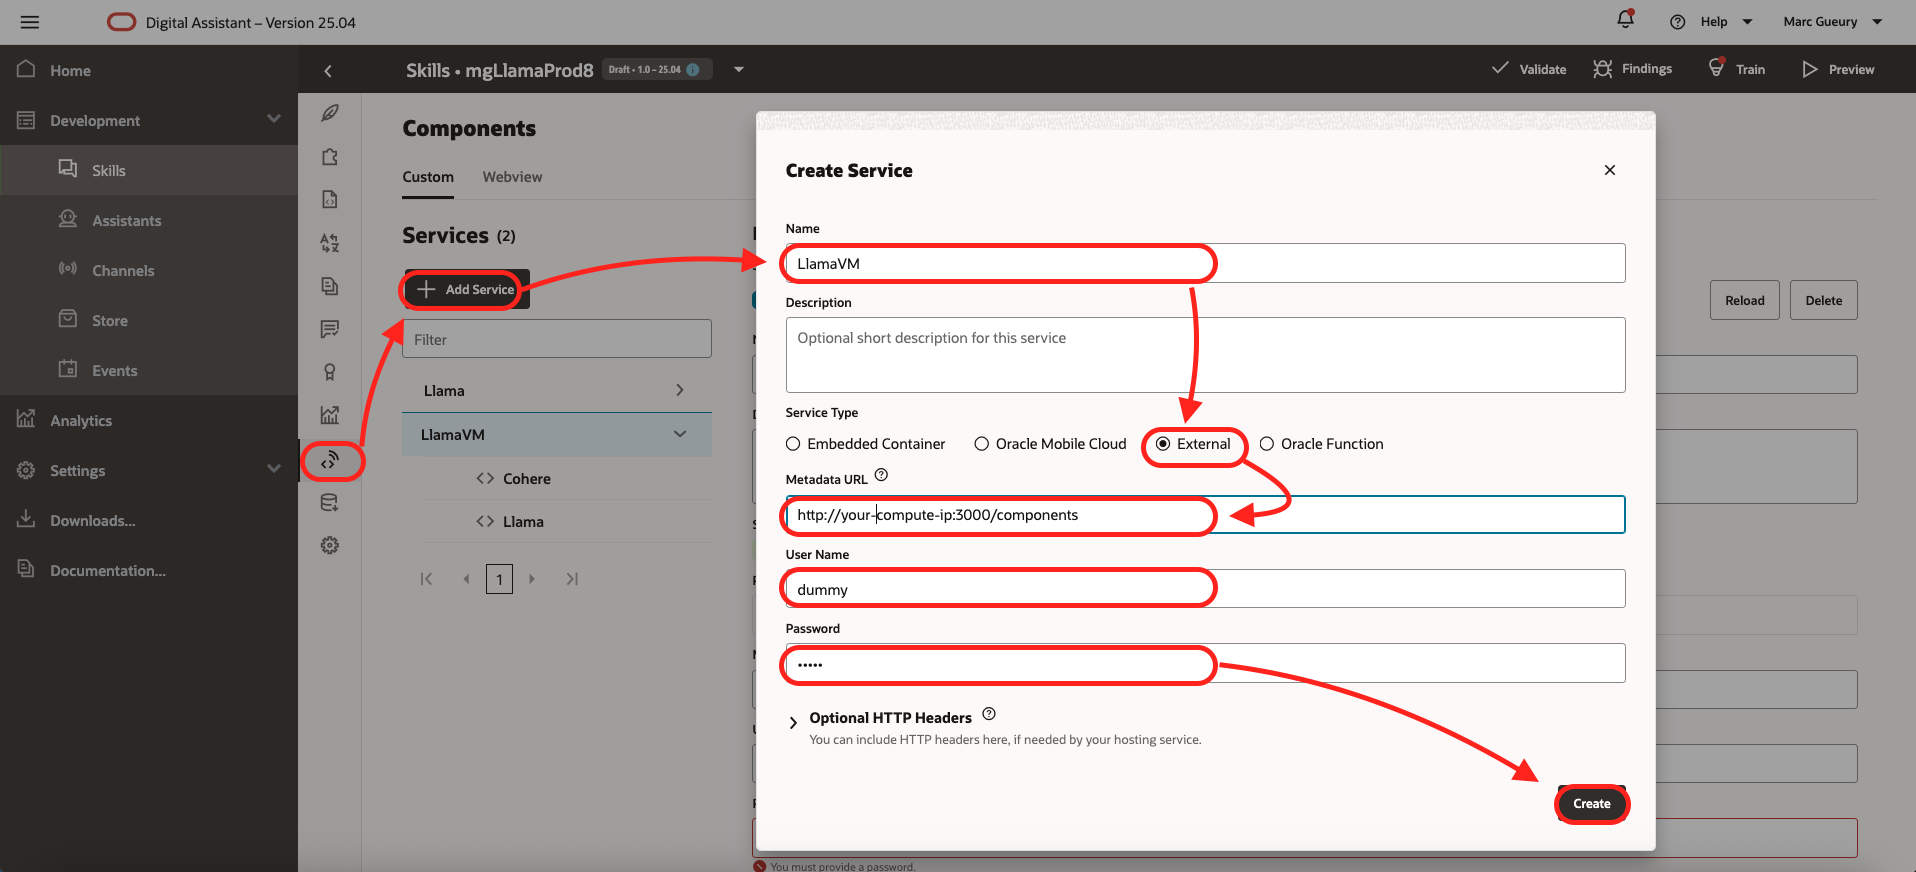 Digital Assistant – Version 25.04
Help
Marc Gueury
Home
Development
Skills
Assistants
Channels
Store
Events
Analytics
Settings
Downloads...
Documentation...
Skills • mgLlamaProd8
Draft • 1.0 – 25.04
Validate
Findings
Train
Preview
Components
Custom
Webview
Services (2)
Add Service
Filter
Llama
LlamaVM
Cohere
Llama
1
Reload
Delete
Create Service
Name
LlamaVM
Description
Optional short description for this service
Service Type
Embedded Container
Oracle Mobile Cloud
External
Oracle Function
Metadata URL
http://your-compute-ip:3000/components
User Name
dummy
Password
•••••
Optional HTTP Headers
You can include HTTP headers here, if needed by your hosting service.
Create
You must provide a password.